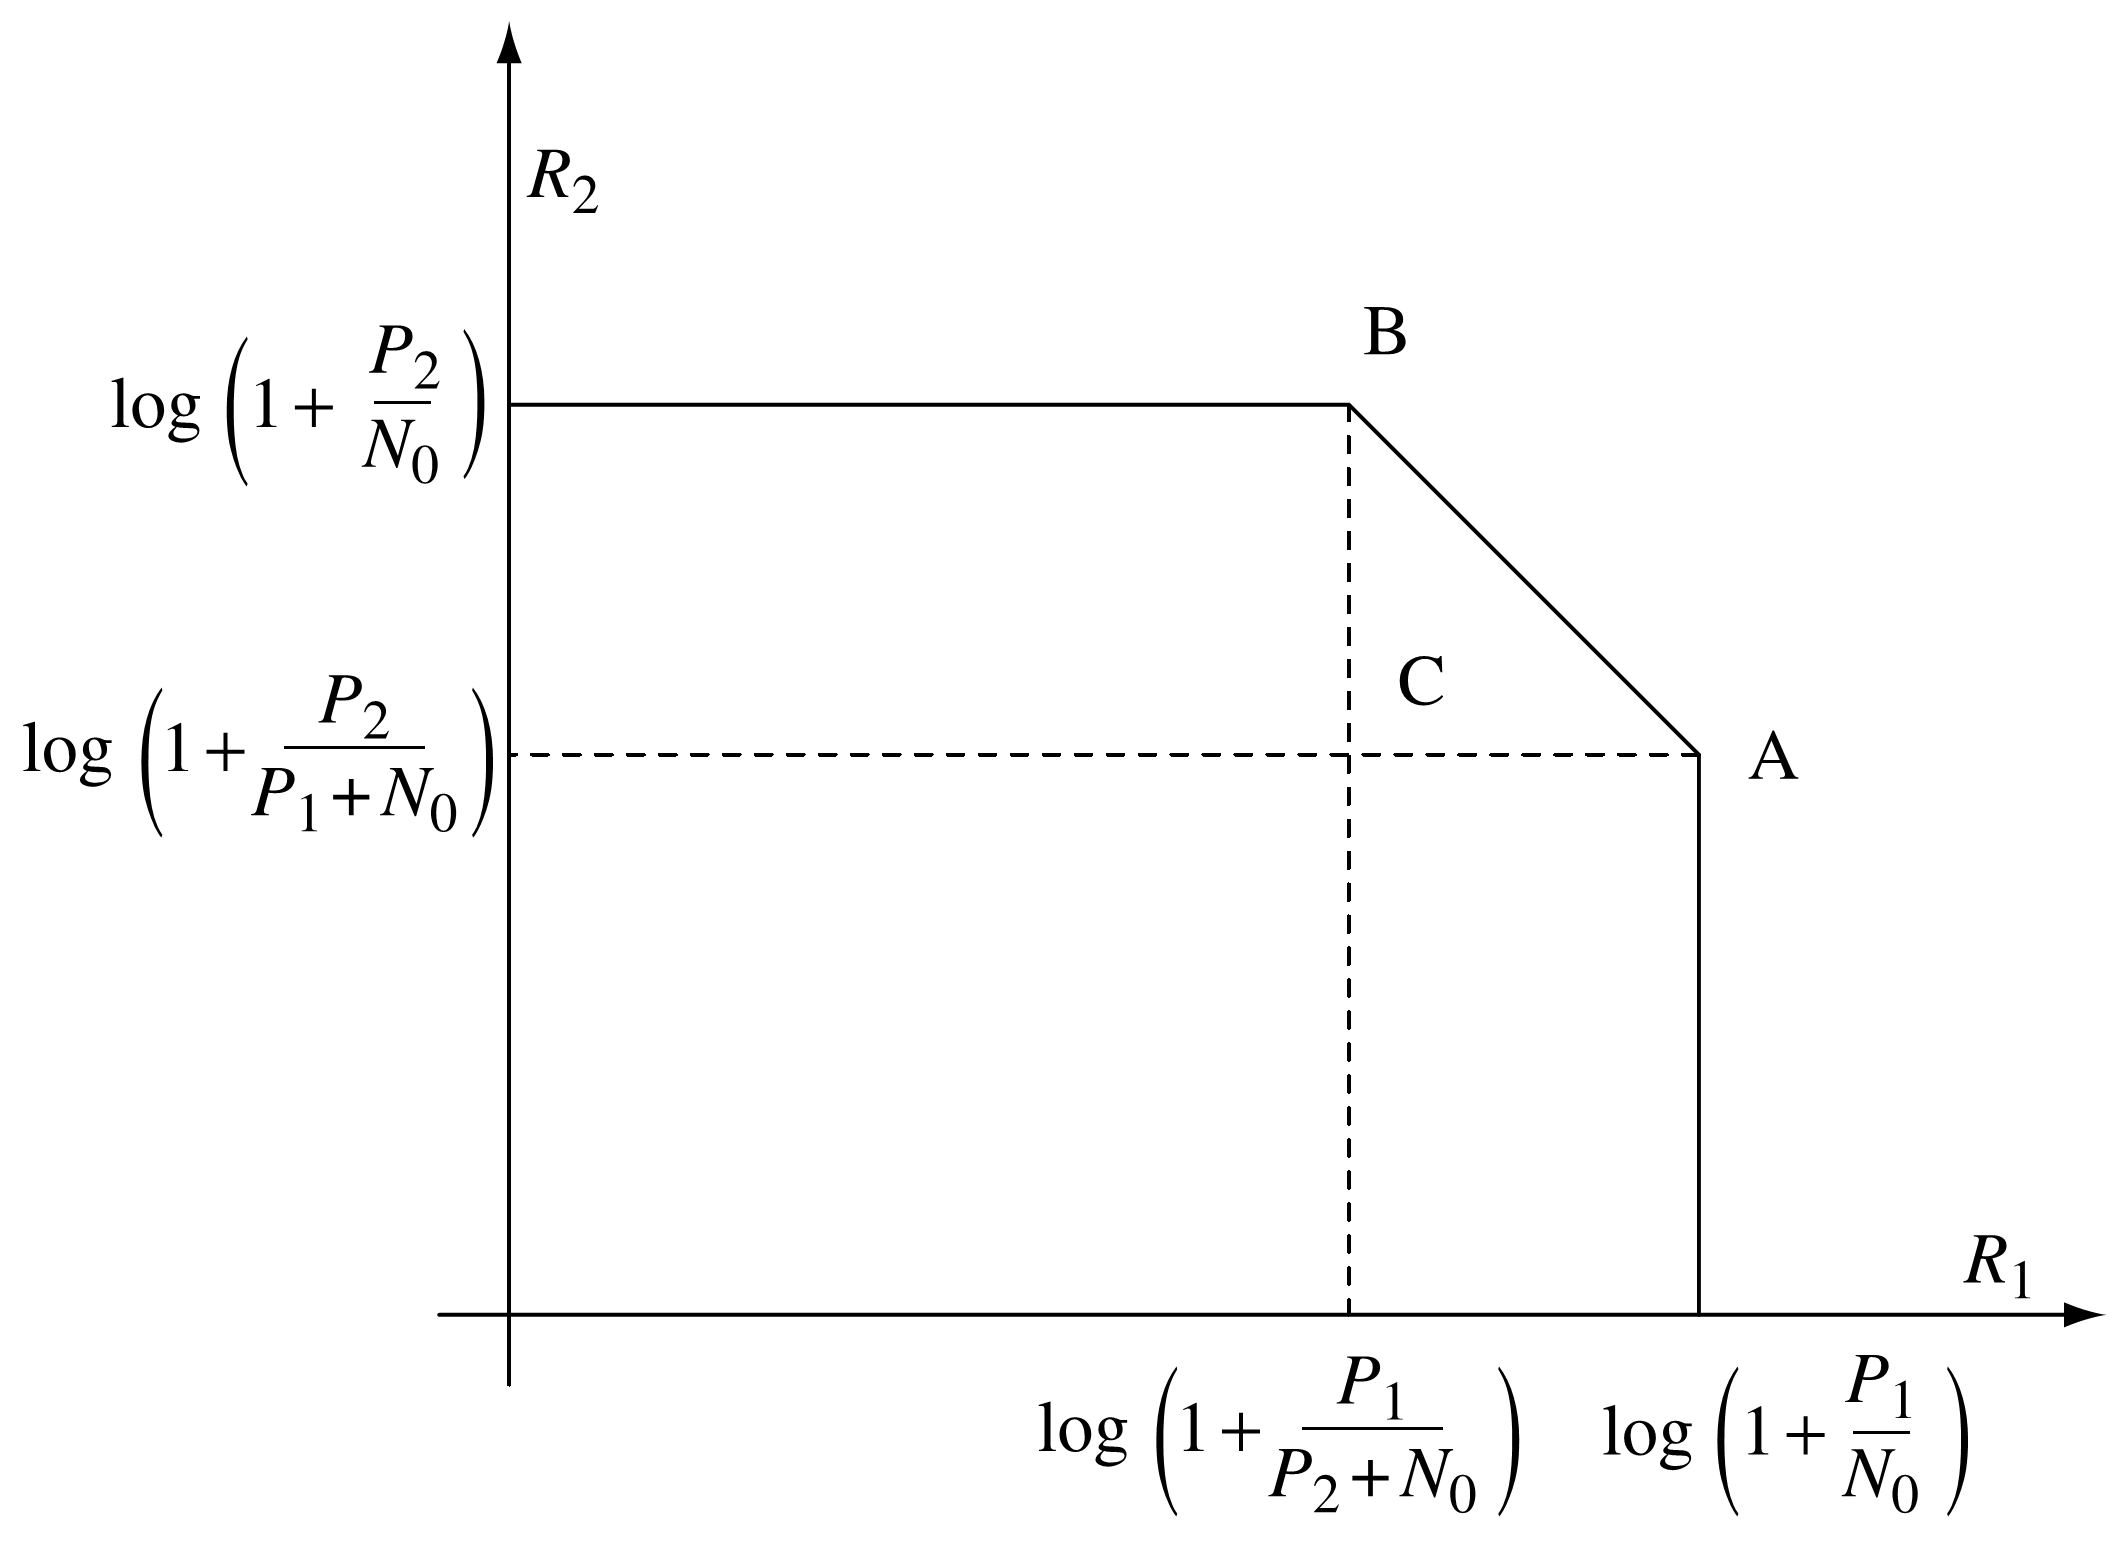 R₂
B
log (1 + P₂/N₀)
C
log (1 + P₂/(P₁+N₀))
A
R₁
log (1 + P₁/(P₂+N₀))
log (1 + P₁/N₀)